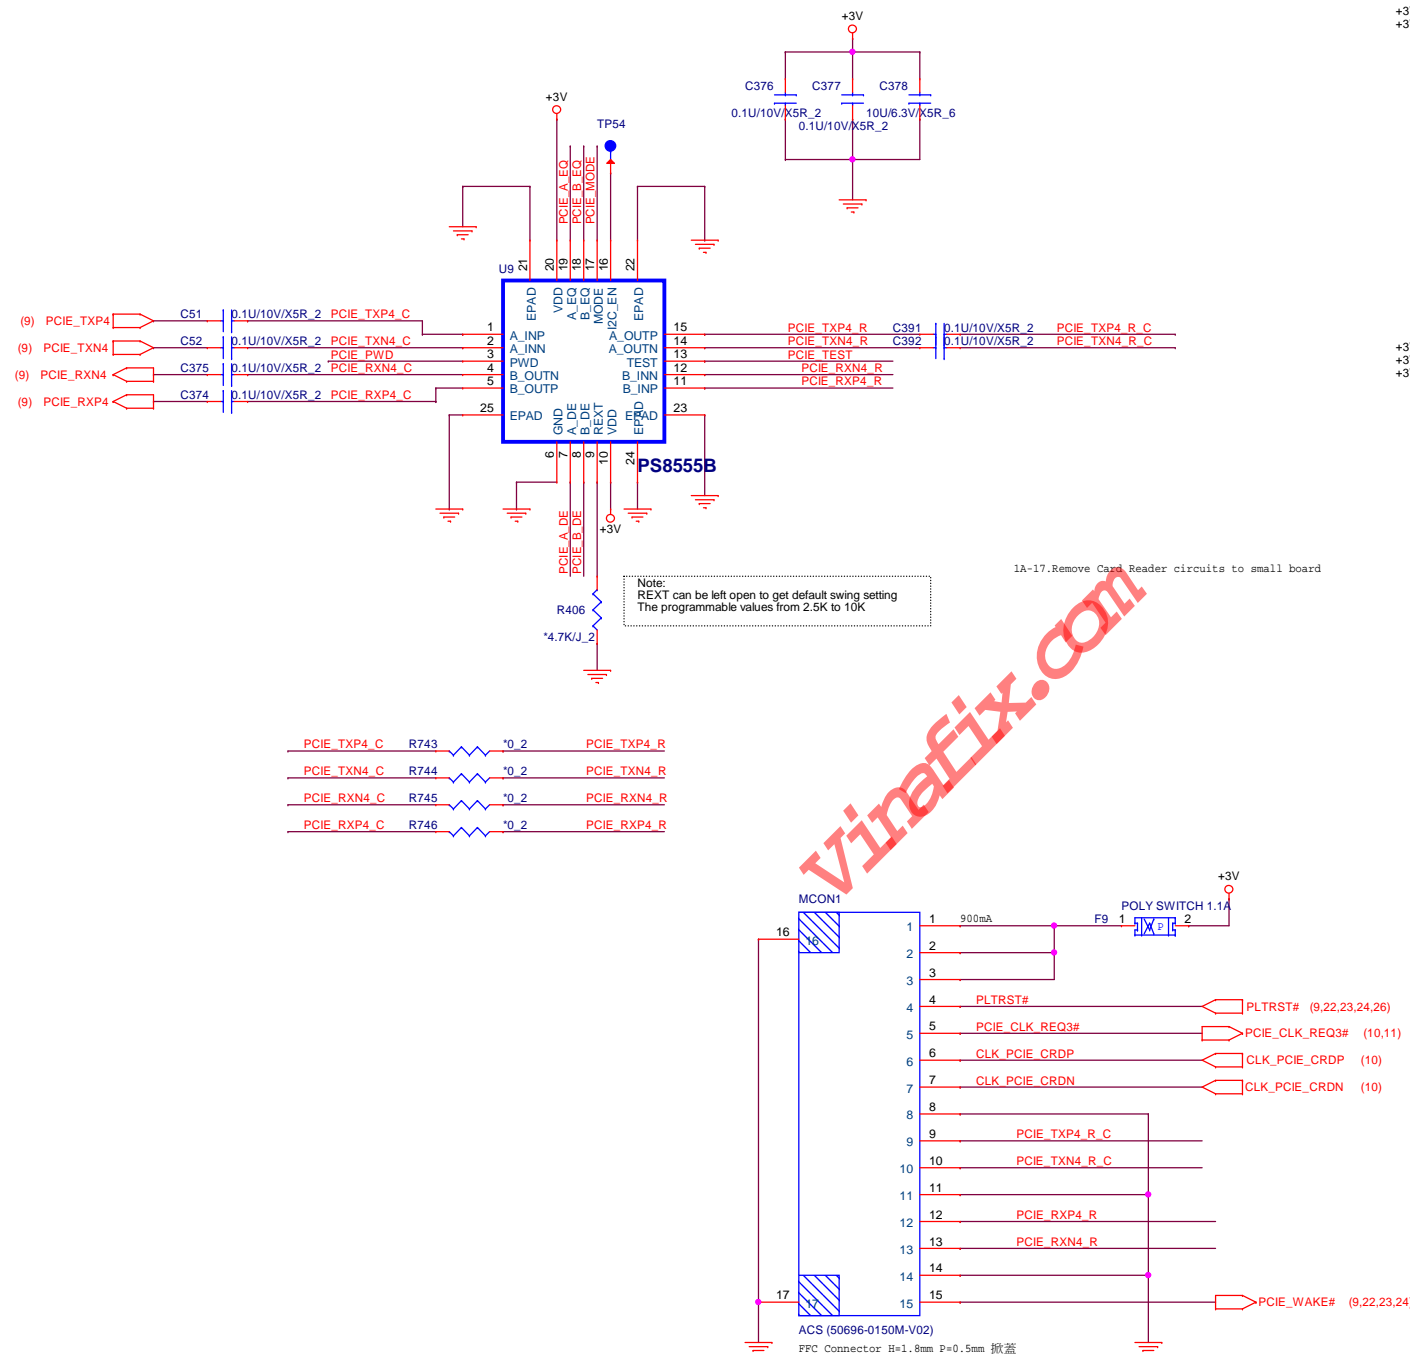 +3V
+3
+3
C376
C377
C378
0.1U/10V/X5R_2
0.1U/10V/X5R_2
10U/6.3V/X5R_6
+3V
TP54
PCIE_A_EQ
PCIE_B_EQ
PCIE_MODE
U9
21
20
19
18
17
16
22
EPAD
VDD
A_EQ
B_EQ
MODE
I2C_EN
EPAD
(9) PCIE_TXP4
C51
0.1U/10V/X5R_2
PCIE_TXP4_C
(9) PCIE_TXN4
C52
0.1U/10V/X5R_2
PCIE_TXN4_C
PCIE_PWD
(9) PCIE_RXN4
C375
0.1U/10V/X5R_2
PCIE_RXN4_C
(9) PCIE_RXP4
C374
0.1U/10V/X5R_2
PCIE_RXP4_C
1 A_INP
2 A_INN
3 PWD
4 B_OUTN
5 B_OUTP
25 EPAD
A_OUTP 15
A_OUTN 14
TEST 13
B_INN 12
B_INP 11
EPAD 23
PCIE_TXP4_R
C391
0.1U/10V/X5R_2
PCIE_TXP4_R_C
PCIE_TXN4_R
C392
0.1U/10V/X5R_2
PCIE_TXN4_R_C
PCIE_TEST
PCIE_RXN4_R
PCIE_RXP4_R
+3
+3
GND
A_DE
B_DE
REXT
VDD
EPAD
6
7
8
9
10
24
PS8555B
PCIE_A_DE
PCIE_B_DE
+3V
R406
*4.7K/J_2
Note:
REXT can be left open to get default swing setting
The programmable values from 2.5K to 10K
1A-17.Remove Card Reader circuits to small board
vinafix.com
PCIE_TXP4_C R743 *0_2 PCIE_TXP4_R
PCIE_TXN4_C R744 *0_2 PCIE_TXN4_R
PCIE_RXN4_C R745 *0_2 PCIE_RXN4_R
PCIE_RXP4_C R746 *0_2 PCIE_RXP4_R
+3V
MCON1
POLY SWITCH 1.1A
F9 1 P 2
16 16
1 1 900mA
2 2
3 3
4 4 PLTRST# PLTRST# (9,22,23,24,26)
5 5 PCIE_CLK_REQ3# PCIE_CLK_REQ3# (10,11)
6 6 CLK_PCIE_CRDP CLK_PCIE_CRDP (10)
7 7 CLK_PCIE_CRDN CLK_PCIE_CRDN (10)
8 8
9 9 PCIE_TXP4_R_C
10 10 PCIE_TXN4_R_C
11 11
12 12 PCIE_RXP4_R
13 13 PCIE_RXN4_R
14 14
17 17
15 15 PCIE_WAKE# (9,22,23,24
ACS (50696-0150M-V02)
FFC Connector H=1.8mm P=0.5mm 掀蓋